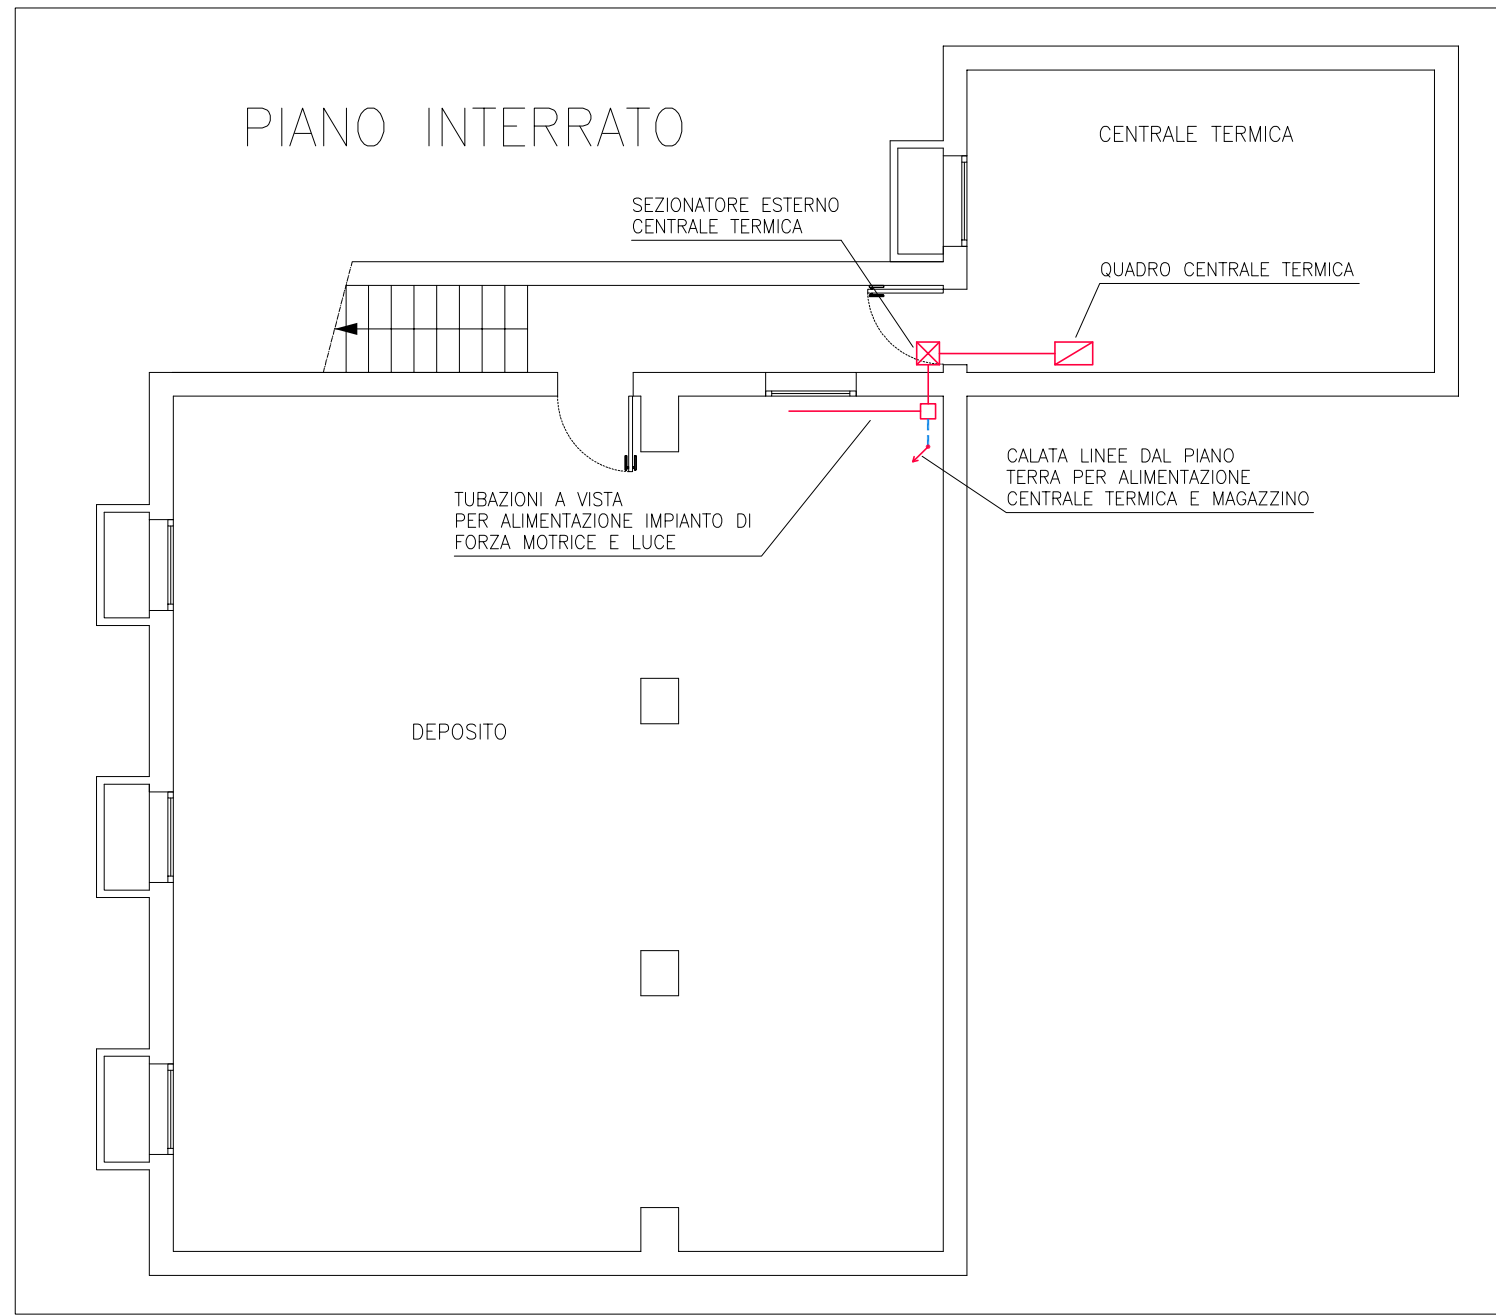 PIANO INTERRATO
CENTRALE TERMICA
SEZIONATORE ESTERNO
CENTRALE TERMICA
QUADRO CENTRALE TERMICA
CALATA LINEE DAL PIANO
TERRA PER ALIMENTAZIONE
CENTRALE TERMICA E MAGAZZINO
TUBAZIONI A VISTA
PER ALIMENTAZIONE IMPIANTO DI
FORZA MOTRICE E LUCE
DEPOSITO